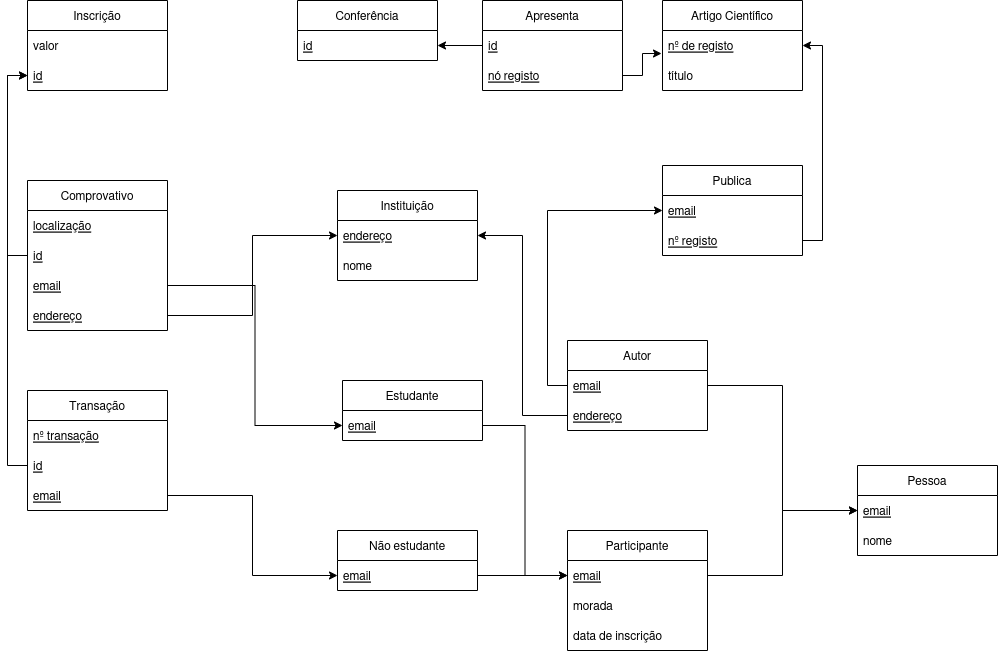 Inscrição
valor
id
Conferência
id
Apresenta
id
nó registo
Artigo Científico
nº de registo
título
Comprovativo
localização
id
email
endereço
Instituição
endereço
nome
Publica
email
nº registo
Autor
email
endereço
Estudante
email
Transação
nº transação
id
email
Não estudante
email
Participante
email
morada
data de inscrição
Pessoa
email
nome